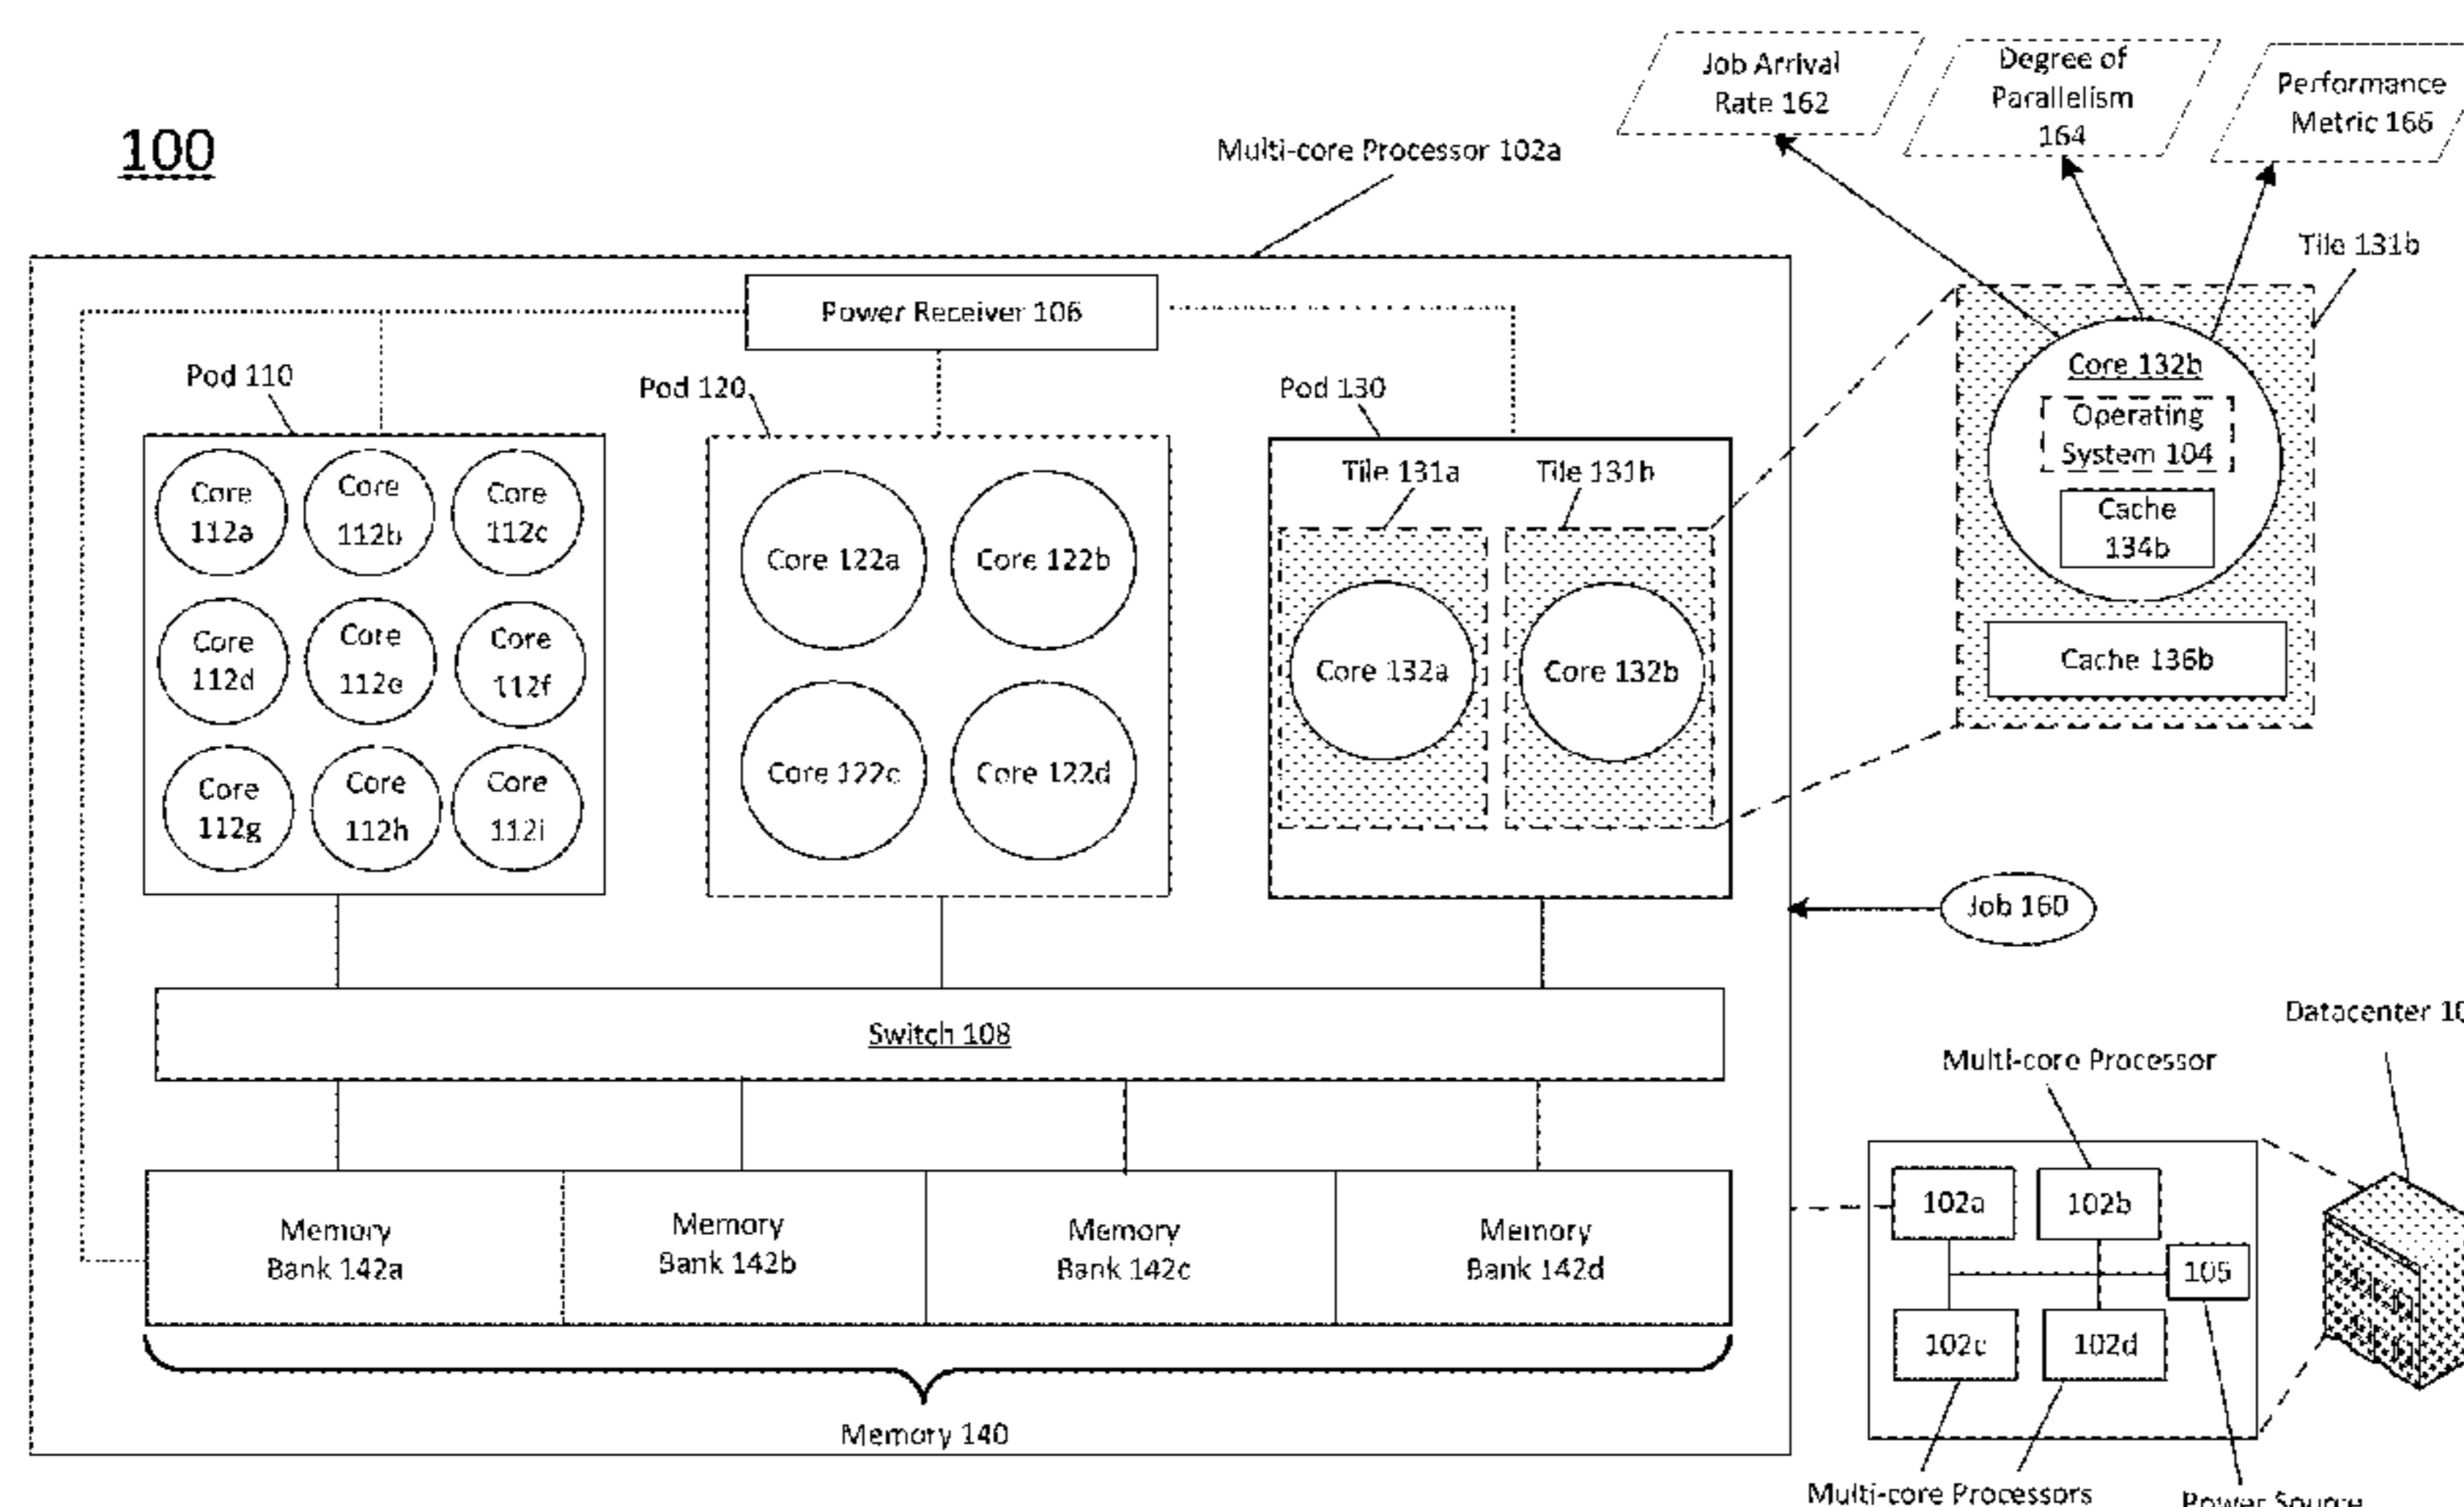 100
Multi-core Processor 102a
Job Arrival
Rate 162
Degree of
Parallelism
164
Performance
Metric 166
Tile 131b
Power Receiver 106
Pod 110
Pod 120
Pod 130
Core
112a
Core
112b
Core
112c
Core
112d
Core
112e
Core
112f
Core
112g
Core
112h
Core
112i
Core 122a
Core 122b
Core 122c
Core 122d
Tile 131a
Tile 131b
Core 132a
Core 132b
Core 132b
Operating
System 104
Cache
134b
Cache 136b
Job 160
Switch 108
Memory
Bank 142a
Memory
Bank 142b
Memory
Bank 142c
Memory
Bank 142d
Memory 140
Datacenter
Multi-core Processor
102a
102b
105
102c
102d
Multi-core Processors
Power Source